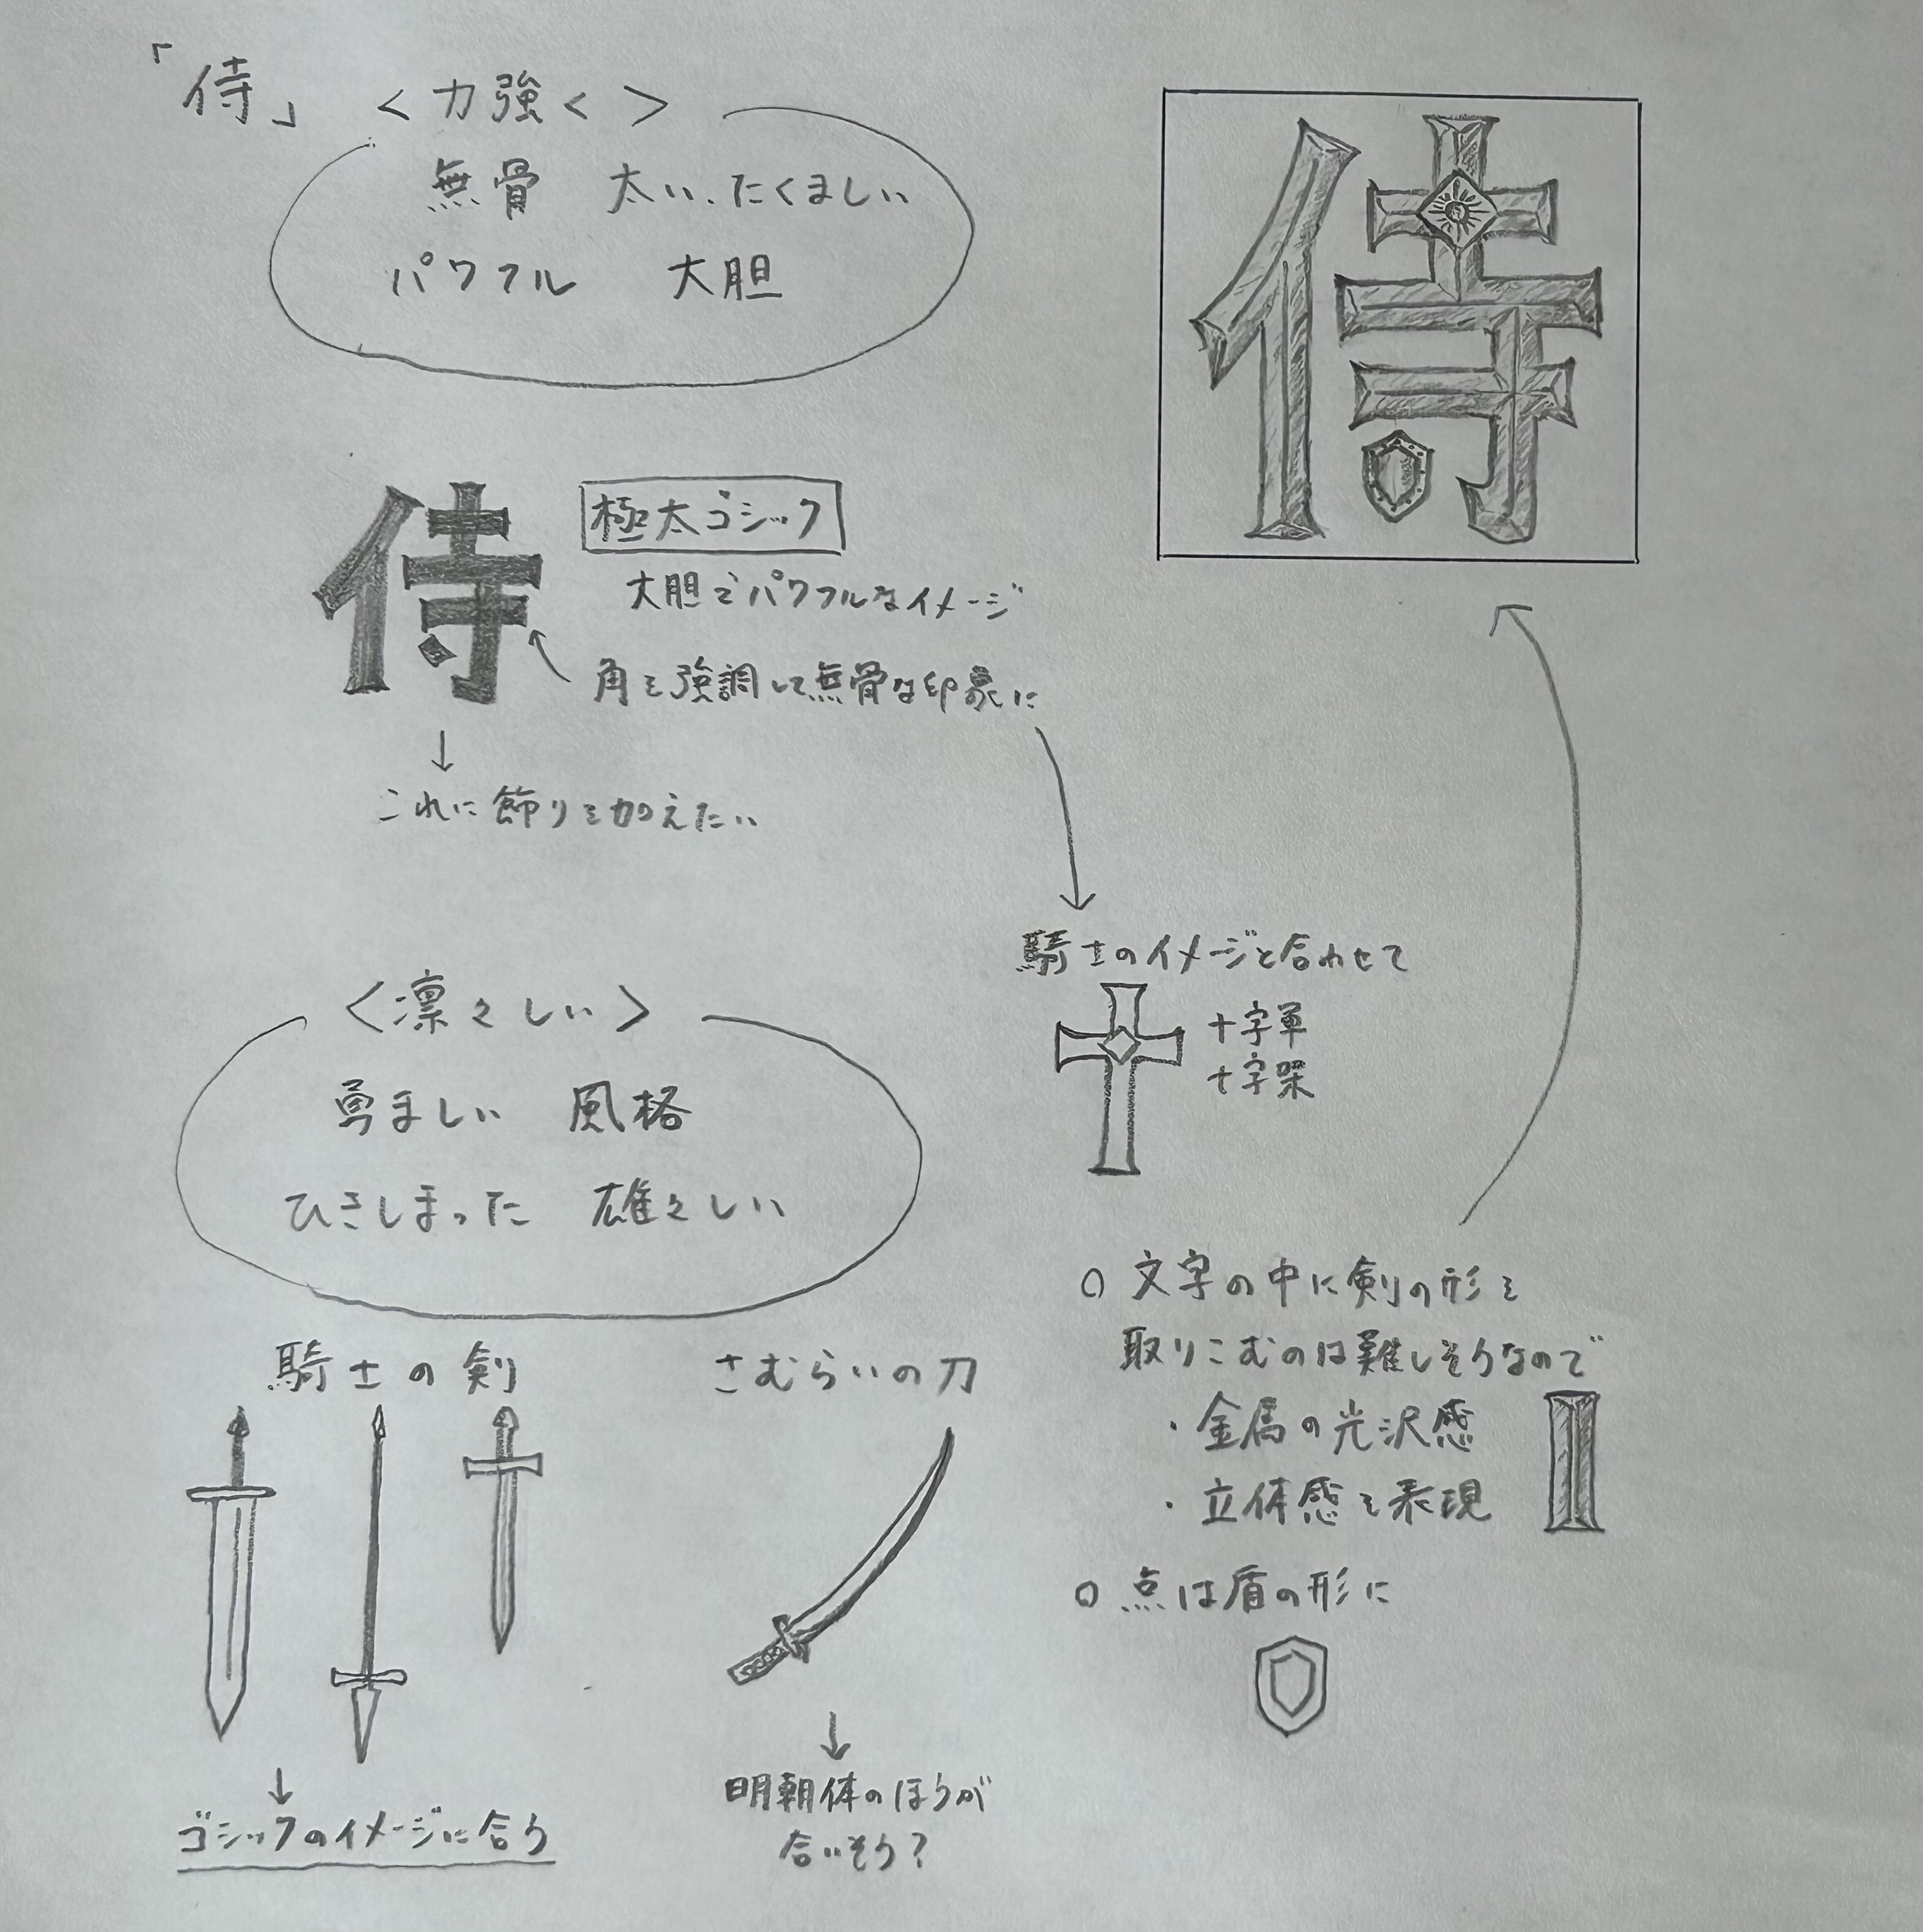 「侍」 <力強く>
無骨 太い、たくましい
パワフル 大胆
侍
侍
極太ゴシック
大胆でパワフルなイメージ
角を強調して無骨な印象に
これに飾りを加えたい
騎士のイメージと合わせて
十字軍
十字架
<凛々しい>
勇ましい 風格
ひきしまった 雄々しい
騎士の剣
さむらいの刀
ゴシックのイメージに合う
明朝体のほうが
合いそう?
○ 文字の中に剣の形を
取りこむのは難しそうなので
・金属の光沢感
・立体感を表現
○ 点は盾の形に